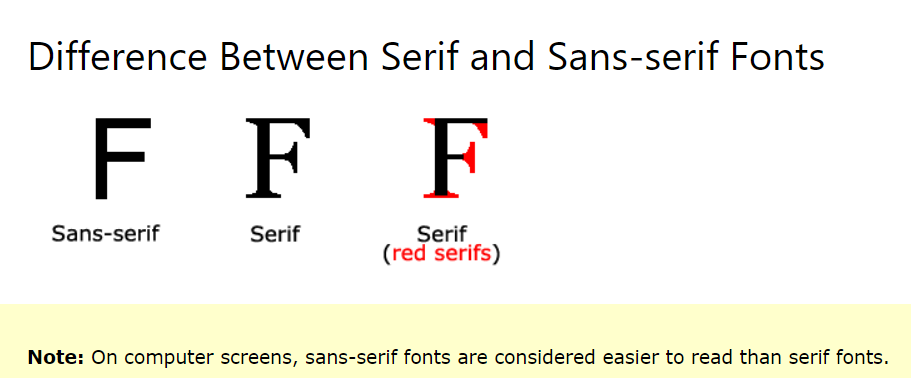 Difference Between Serif and Sans-serif Fonts
F F F
Sans-serif Serif Serif
(red serifs)
Note: On computer screens, sans-serif fonts are considered easier to read than serif fonts.